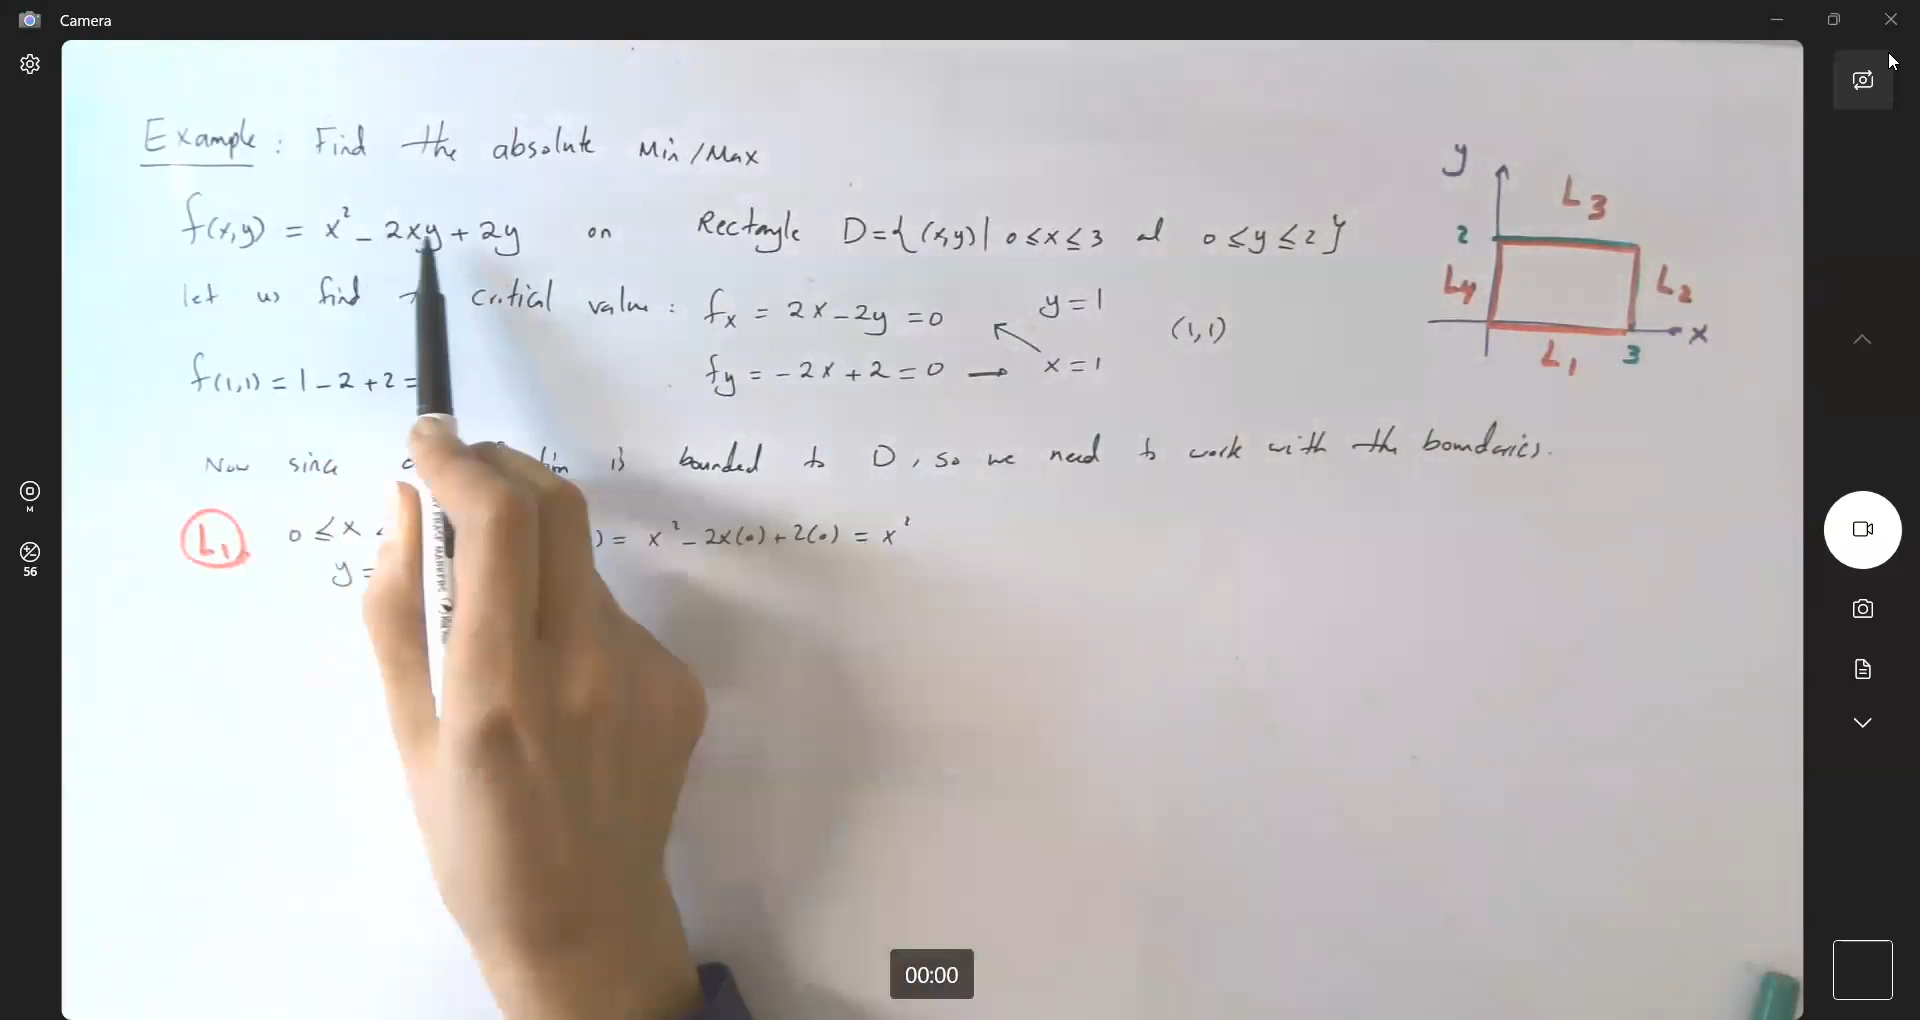 Camera
Example: Find the absolute Min/Max
f(x,y) = x² - 2xy + 2y on Rectangle D={(x,y)| 0≤x≤3 and 0≤y≤2}
let us find critical value: fx = 2x-2y=0 y=1 (1,1)
fy = -2x+2=0 → x=1
f(1,1)=1-2+2=
Now since is bounded to D, so we need to work with the boundaries.
L1 0≤x )= x²-2x(0)+2(0) = x²
y=
y
L3
2
L4
L2
x
L1
3
M
56
00:00